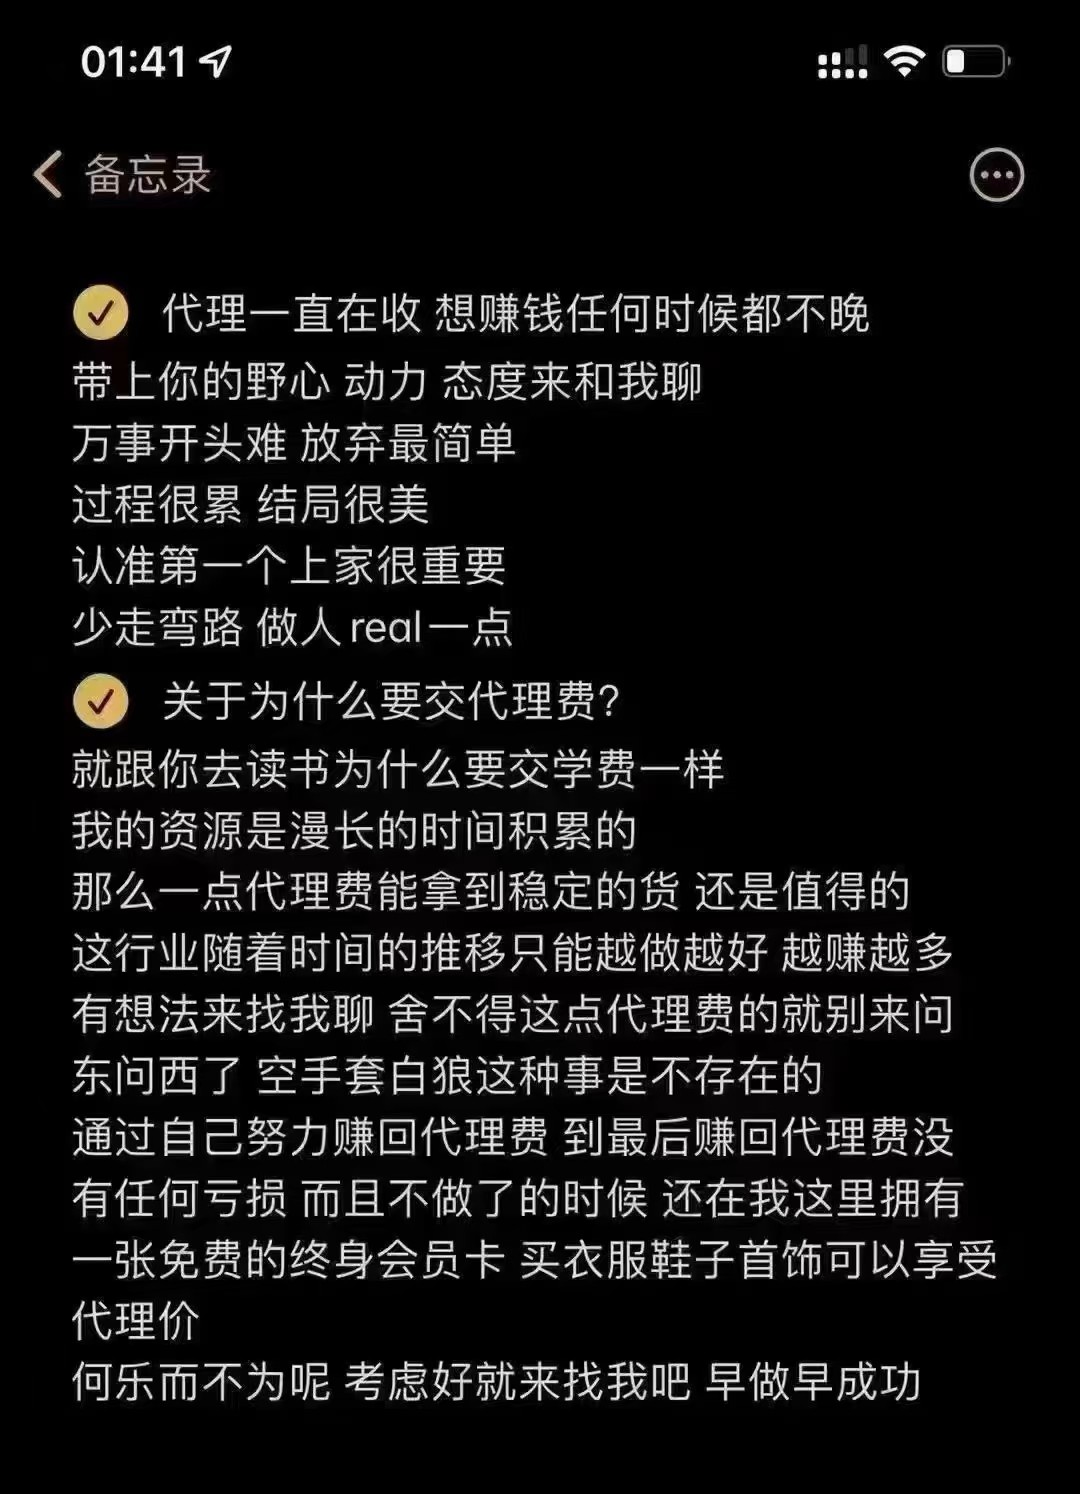 01:41
备忘录
代理一直在收 想赚钱任何时候都不晚
带上你的野心 动力 态度来和我聊
万事开头难 放弃最简单
过程很累 结局很美
认准第一个上家很重要
少走弯路 做人real一点
关于为什么要交代理费?
就跟你去读书为什么要交学费一样
我的资源是漫长的时间积累的
那么一点代理费能拿到稳定的货 还是值得的
这行业随着时间的推移只能越做越好 越赚越多
有想法来找我聊 舍不得这点代理费的就别来问
东问西了 空手套白狼这种事是不存在的
通过自己努力赚回代理费 到最后赚回代理费没
有任何亏损 而且不做了的时候 还在我这里拥有
一张免费的终身会员卡 买衣服鞋子首饰可以享受
代理价
何乐而不为呢 考虑好就来找我吧 早做早成功